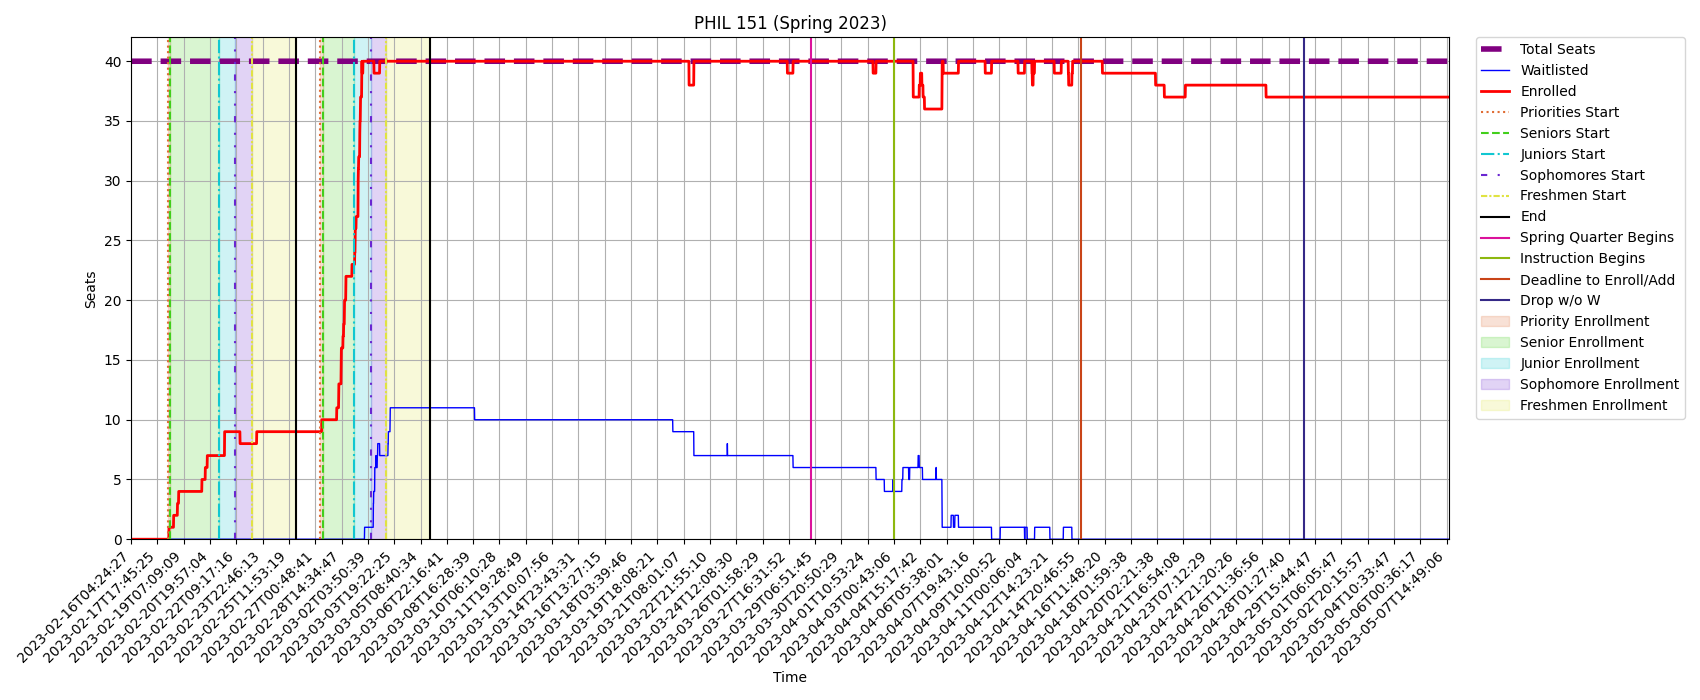 PHIL 151 (Spring 2023)
Seats
40
35
30
25
20
15
10
5
0
2023-02-16T04:24:27
2023-02-17T17:45:25
2023-02-19T07:09:09
2023-02-20T19:57:04
2023-02-22T09:17:16
2023-02-23T22:46:13
2023-02-25T11:53:19
2023-02-27T00:48:41
2023-02-28T14:34:47
2023-03-02T03:50:39
2023-03-03T19:22:25
2023-03-05T08:40:34
2023-03-06T22:16:41
2023-03-08T16:28:39
2023-03-10T06:10:28
2023-03-11T19:28:49
2023-03-13T10:07:56
2023-03-14T23:43:31
2023-03-16T13:27:15
2023-03-18T03:39:46
2023-03-19T18:08:21
2023-03-21T08:01:07
2023-03-22T21:55:10
2023-03-24T12:08:30
2023-03-26T01:58:29
2023-03-27T16:31:52
2023-03-29T06:51:45
2023-03-30T20:50:29
2023-04-01T10:53:24
2023-04-03T00:43:06
2023-04-04T15:17:42
2023-04-06T05:38:01
2023-04-07T19:43:16
2023-04-09T10:00:52
2023-04-11T00:06:04
2023-04-12T14:23:21
2023-04-14T20:46:55
2023-04-16T11:48:20
2023-04-18T01:59:38
2023-04-20T02:21:38
2023-04-21T16:54:08
2023-04-23T07:12:29
2023-04-24T21:20:26
2023-04-26T11:36:56
2023-04-28T01:27:40
2023-04-29T15:44:47
2023-05-01T06:05:47
2023-05-02T20:15:57
2023-05-04T10:33:47
2023-05-06T00:36:17
2023-05-07T14:49:06
Time
Total Seats
Waitlisted
Enrolled
Priorities Start
Seniors Start
Juniors Start
Sophomores Start
Freshmen Start
End
Spring Quarter Begins
Instruction Begins
Deadline to Enroll/Add
Drop w/o W
Priority Enrollment
Senior Enrollment
Junior Enrollment
Sophomore Enrollment
Freshmen Enrollment